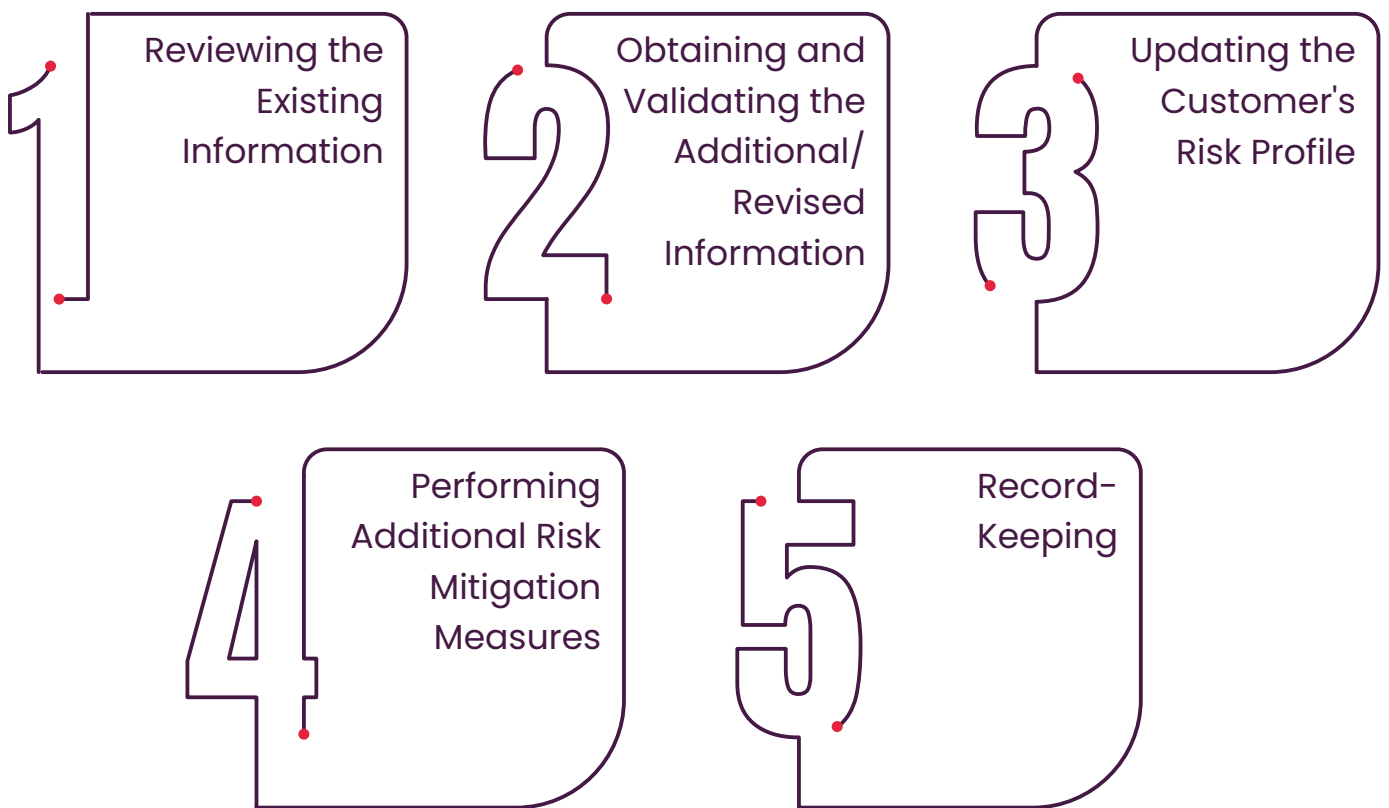 1
Reviewing the
Existing
Information
2
Obtaining and
Validating the
Additional/
Revised
Information
3
Updating the
Customer's
Risk Profile
4
Performing
Additional Risk
Mitigation
Measures
5
Record-
Keeping